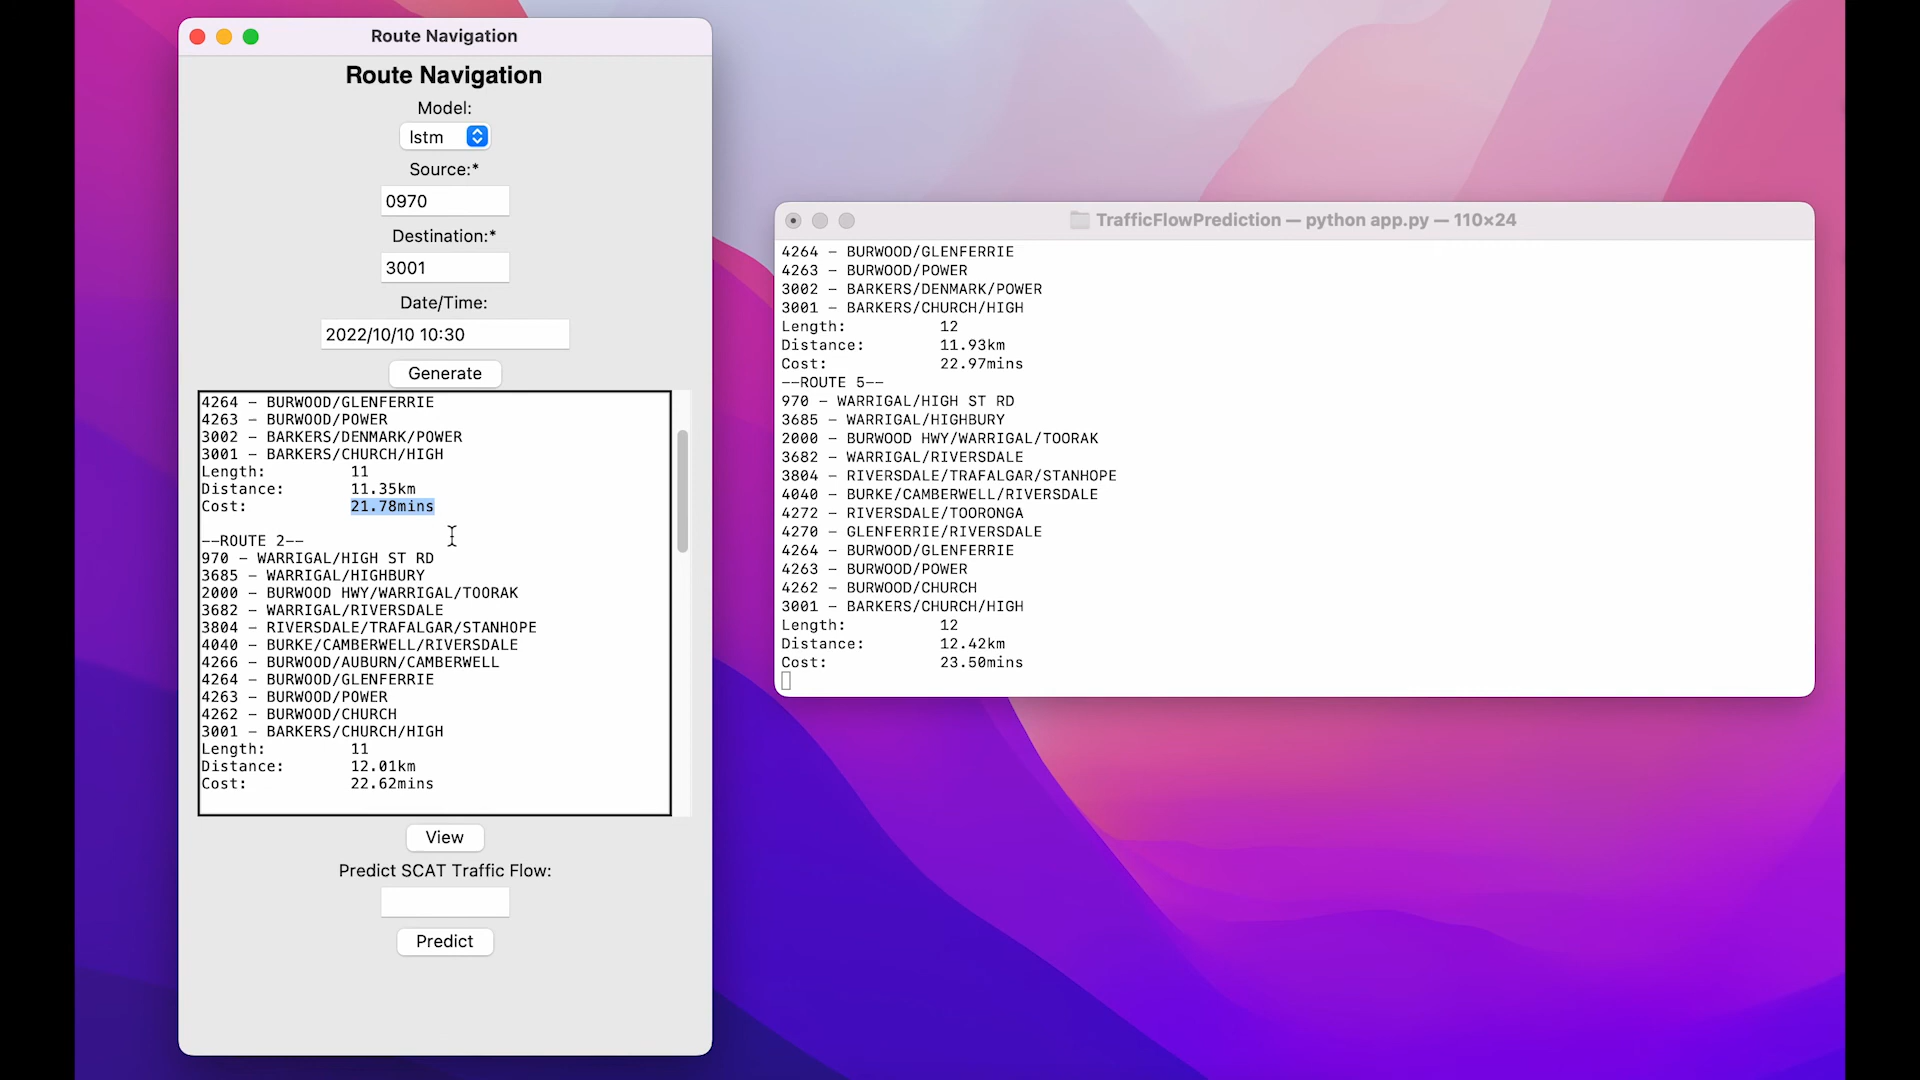 Route Navigation
Route Navigation
Model:
lstm
Source:*
0970
Destination:*
3001
Date/Time:
2022/10/10 10:30
Generate
4264 – BURWOOD/GLENFERRIE
4263 – BURWOOD/POWER
3002 – BARKERS/DENMARK/POWER
3001 – BARKERS/CHURCH/HIGH
Length: 11
Distance: 11.35km
Cost: 21.78mins
--ROUTE 2--
970 – WARRIGAL/HIGH ST RD
3685 – WARRIGAL/HIGHBURY
2000 – BURWOOD HWY/WARRIGAL/TOORAK
3682 – WARRIGAL/RIVERSDALE
3804 – RIVERSDALE/TRAFALGAR/STANHOPE
4040 – BURKE/CAMBERWELL/RIVERSDALE
4266 – BURWOOD/AUBURN/CAMBERWELL
4264 – BURWOOD/GLENFERRIE
4263 – BURWOOD/POWER
4262 – BURWOOD/CHURCH
3001 – BARKERS/CHURCH/HIGH
Length: 11
Distance: 12.01km
Cost: 22.62mins
View
Predict SCAT Traffic Flow:
Predict
TrafficFlowPrediction — python app.py — 110×24
4264 – BURWOOD/GLENFERRIE
4263 – BURWOOD/POWER
3002 – BARKERS/DENMARK/POWER
3001 – BARKERS/CHURCH/HIGH
Length: 12
Distance: 11.93km
Cost: 22.97mins
--ROUTE 5--
970 – WARRIGAL/HIGH ST RD
3685 – WARRIGAL/HIGHBURY
2000 – BURWOOD HWY/WARRIGAL/TOORAK
3682 – WARRIGAL/RIVERSDALE
3804 – RIVERSDALE/TRAFALGAR/STANHOPE
4040 – BURKE/CAMBERWELL/RIVERSDALE
4272 – RIVERSDALE/TOORONGA
4270 – GLENFERRIE/RIVERSDALE
4264 – BURWOOD/GLENFERRIE
4263 – BURWOOD/POWER
4262 – BURWOOD/CHURCH
3001 – BARKERS/CHURCH/HIGH
Length: 12
Distance: 12.42km
Cost: 23.50mins